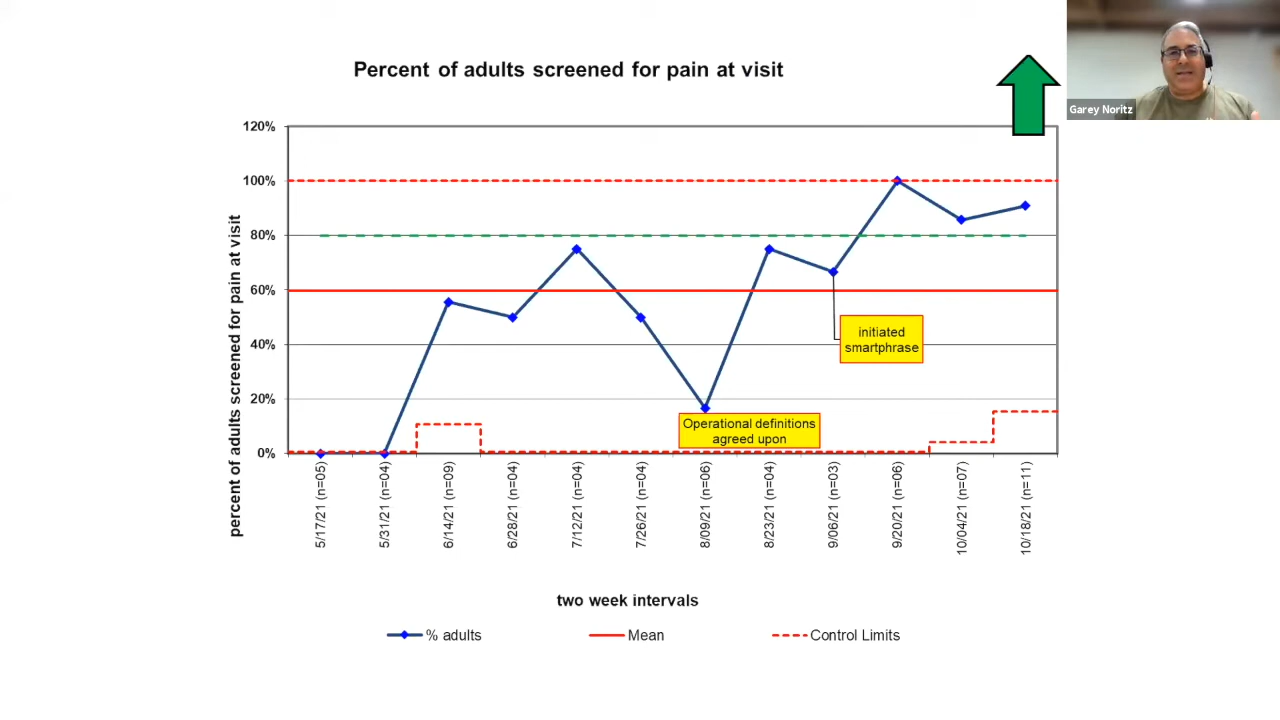 Percent of adults screened for pain at visit
Garey Noritz
percent of adults screened for pain at visit
120%
100%
80%
60%
40%
20%
0%
initiated
smartphrase
Operational definitions
agreed upon
5/17/21 (n=05)
5/31/21 (n=04)
6/14/21 (n=09)
6/28/21 (n=04)
7/12/21 (n=04)
7/26/21 (n=04)
8/09/21 (n=06)
8/23/21 (n=04)
9/06/21 (n=03)
9/20/21 (n=06)
10/04/21 (n=07)
10/18/21 (n=11)
two week intervals
% adults
Mean
Control Limits